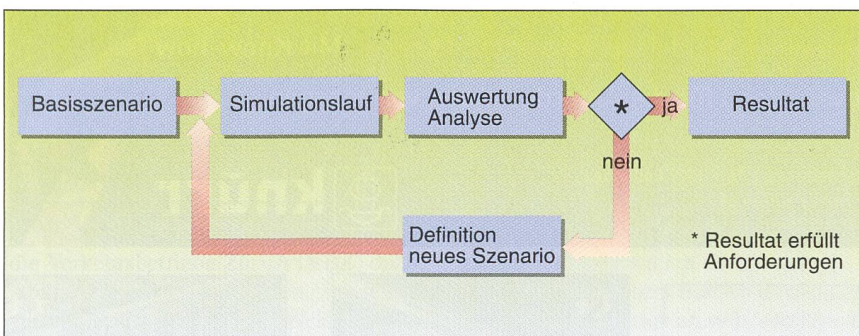 Basisszenario
Simulationslauf
Auswertung
Analyse
*
ja
Resultat
nein
Definition
neues Szenario
* Resultat erfüllt
Anforderungen